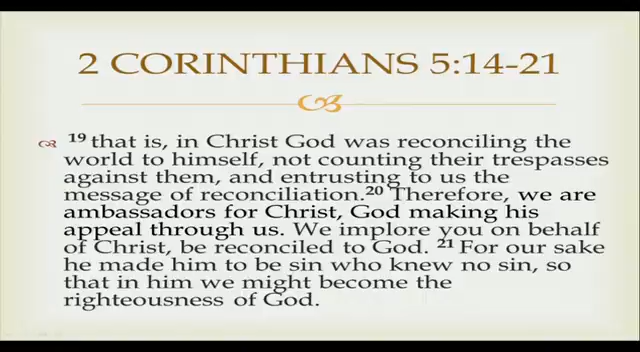 2 CORINTHIANS 5:14-21
19 that is, in Christ God was reconciling the
world to himself, not counting their trespasses
against them, and entrusting to us the
message of reconciliation.20 Therefore, we are
ambassadors for Christ, God making his
appeal through us. We implore you on behalf
of Christ, be reconciled to God. 21 For our sake
he made him to be sin who knew no sin, so
that in him we might become the
righteousness of God.